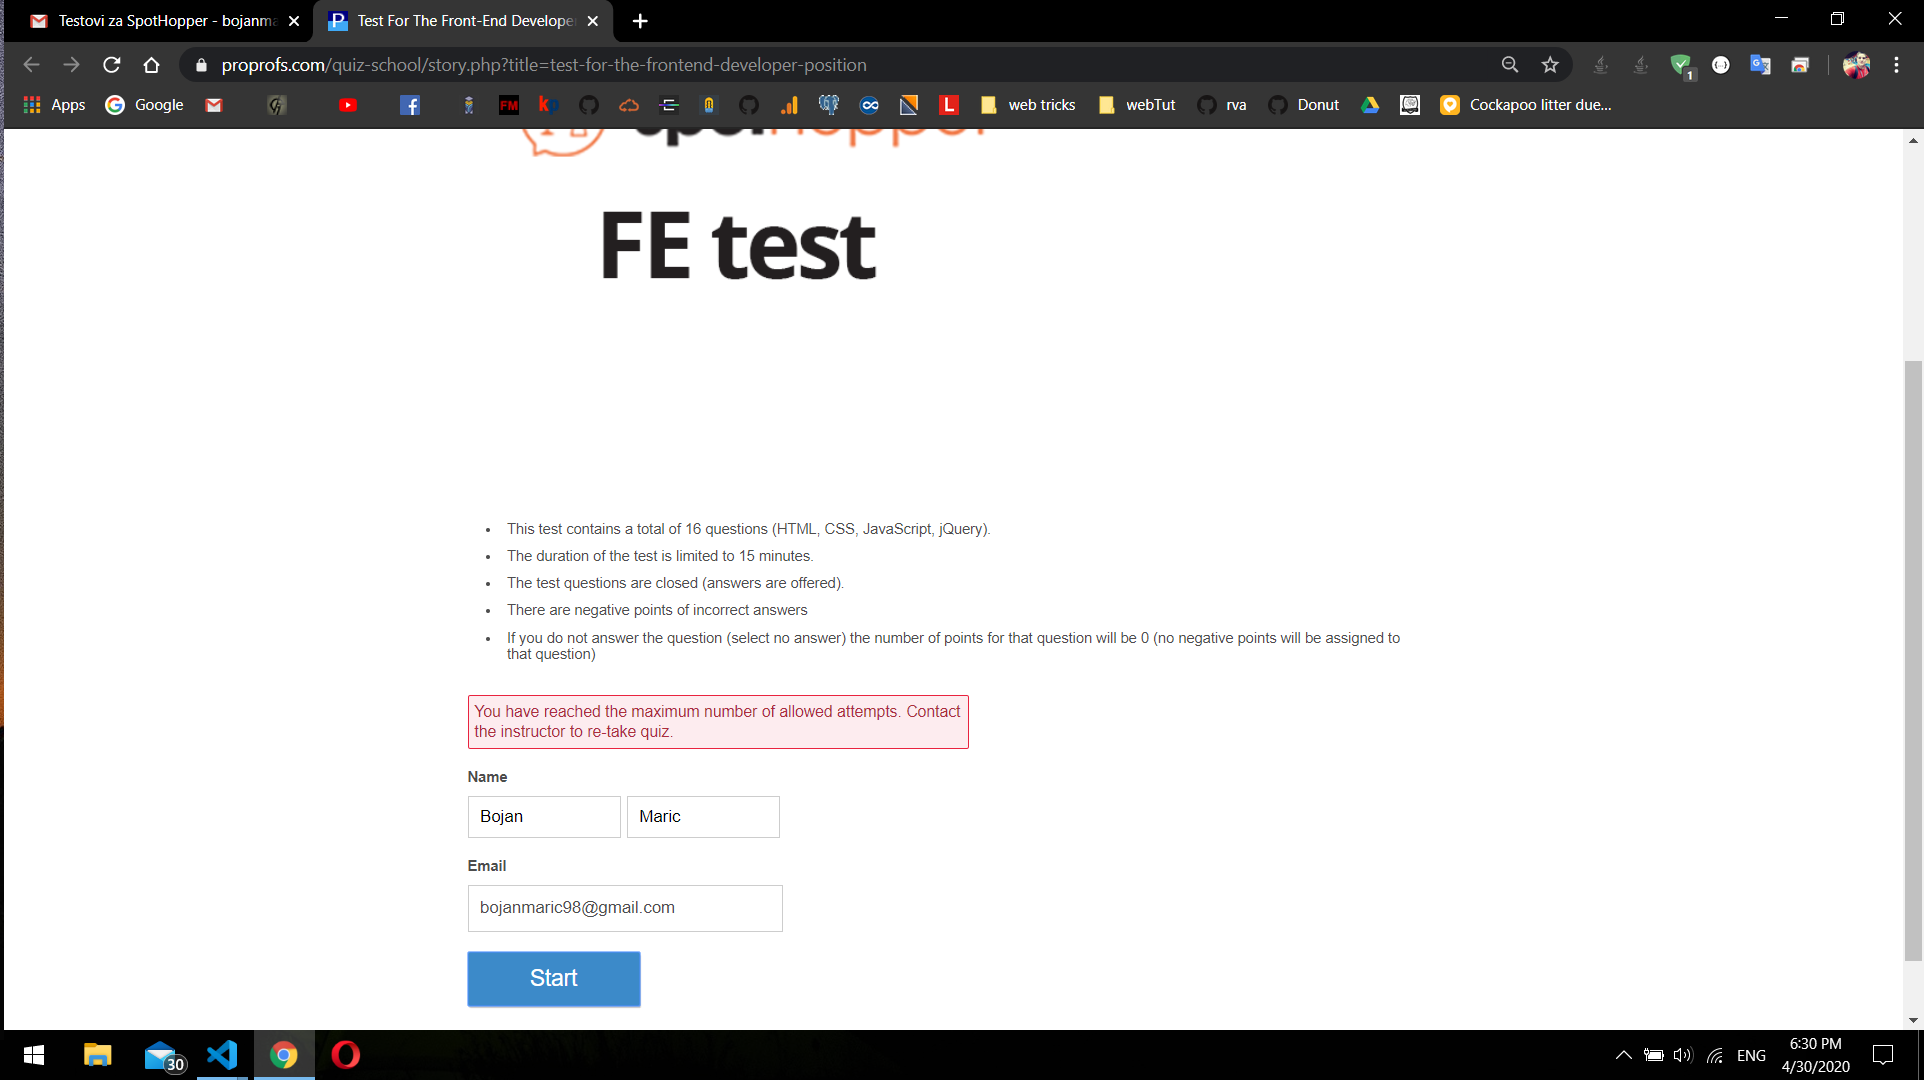 Testovi za SpotHopper - bojanma
Test For The Front-End Develope
proprofs.com/quiz-school/story.php?title=test-for-the-frontend-developer-position
1
Apps
Google
FM
kp
L
web tricks
webTut
rva
Donut
Cockapoo litter due...
FE test
This test contains a total of 16 questions (HTML, CSS, JavaScript, jQuery).
The duration of the test is limited to 15 minutes.
The test questions are closed (answers are offered).
There are negative points of incorrect answers
If you do not answer the question (select no answer) the number of points for that question will be 0 (no negative points will be assigned to
that question)
You have reached the maximum number of allowed attempts. Contact
the instructor to re-take quiz.
Name
Bojan
Maric
Email
bojanmaric98@gmail.com
Start
30
ENG
6:30 PM
4/30/2020